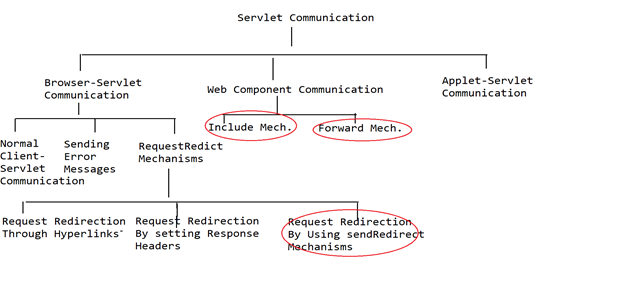 Servlet Communication
Browser-Servlet
Communication
Web Component Communication
Applet-Servlet
Communication
Include Mech.
Forward Mech.
Normal
Client-
Servlet
Communication
Sending
Error
Messages
RequestRedict
Mechanisms
Request Redirection
Through Hyperlinks
Request Redirection
By setting Response
Headers
Request Redirection
By Using sendRedirect
Mechanisms